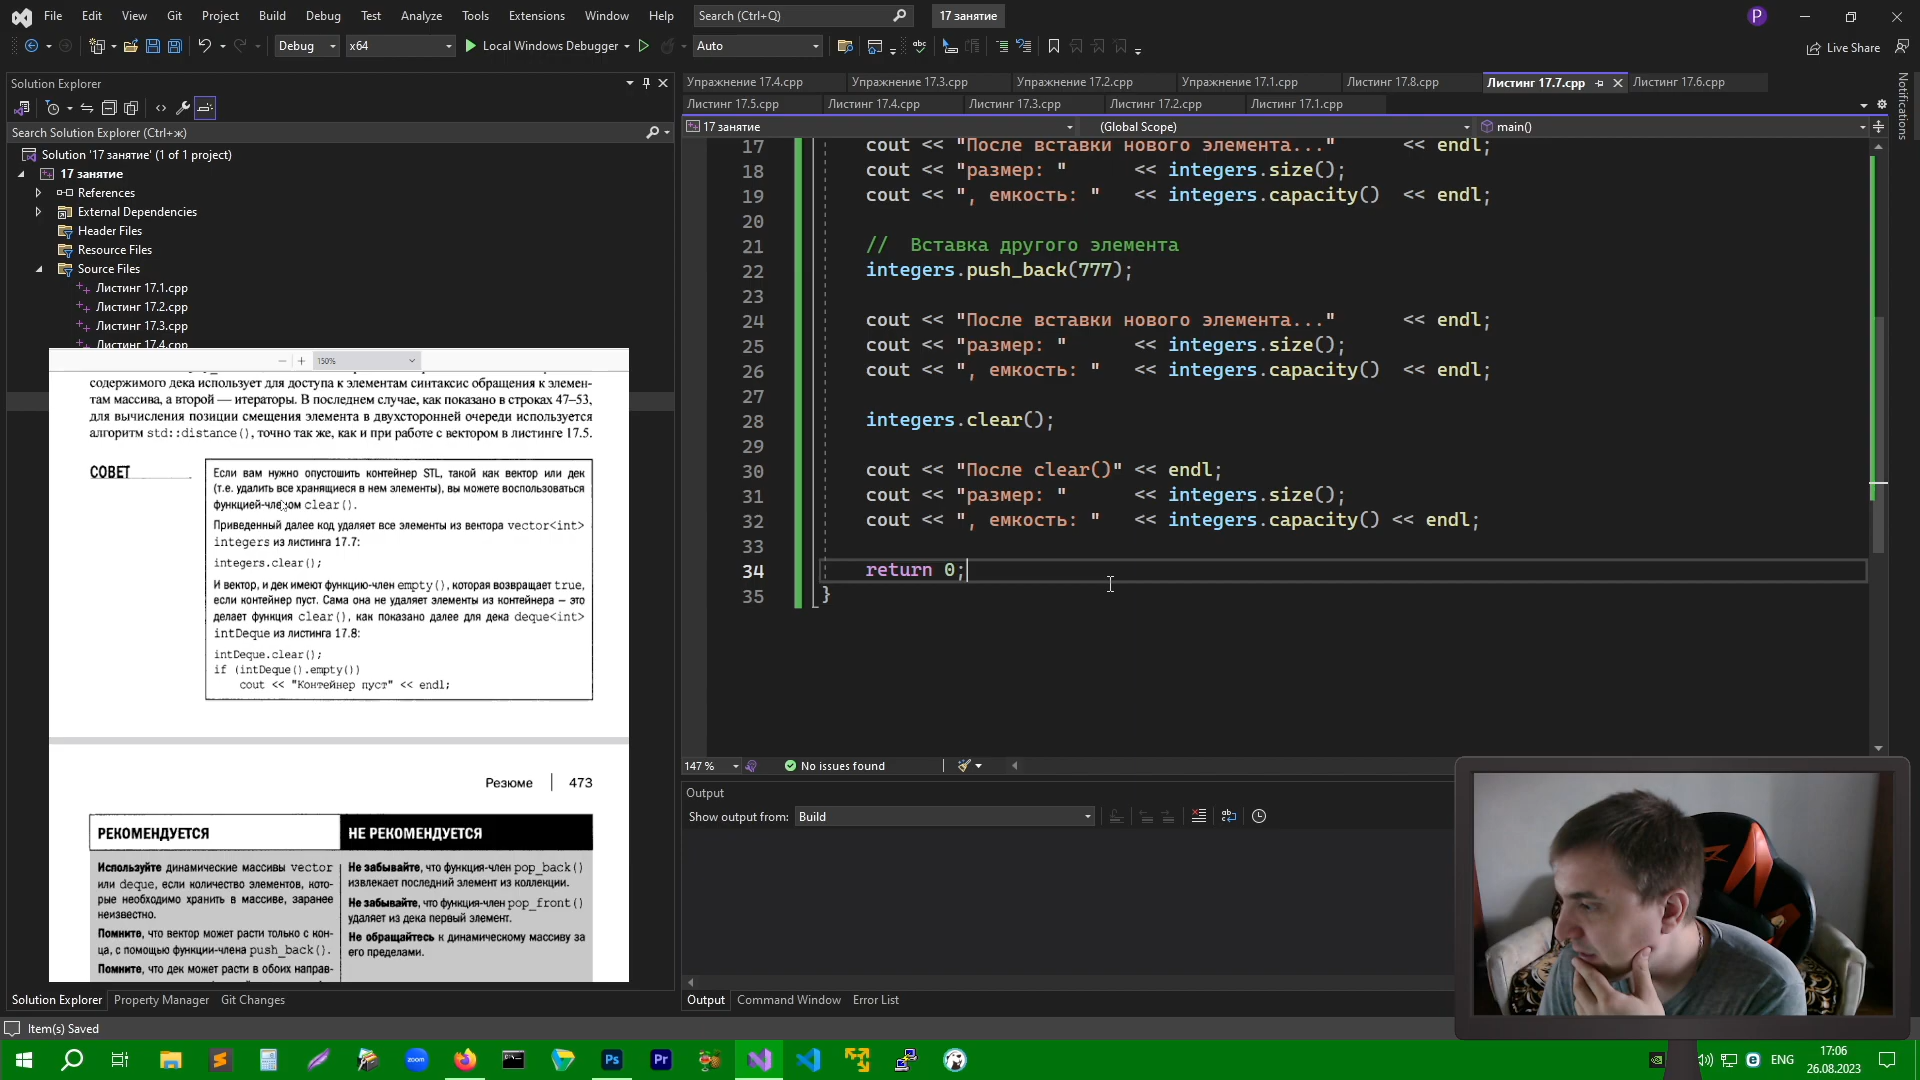 File Edit View Git Project Build Debug Test Analyze Tools Extensions Window Help Search (Ctrl+Q) 17 занятие P
Debug x64 Local Windows Debugger Auto Live Share
Solution Explorer
Search Solution Explorer (Ctrl+ж)
Solution '17 занятие' (1 of 1 project)
17 занятие
References
External Dependencies
Header Files
Resource Files
Source Files
Листинг 17.1.cpp
Листинг 17.2.cpp
Листинг 17.3.cpp
Листинг 17.4.cpp
150%
содержимого дека использует для доступа к элементам синтаксис обращения к элемен-
там массива, а второй — итераторы. В последнем случае, как показано в строках 47–53,
для вычисления позиции смещения элемента в двухсторонней очереди используется
алгоритм std::distance(), точно так же, как и при работе с вектором в листинге 17.5.
СОВЕТ
Если вам нужно опустошить контейнер STL, такой как вектор или дек
(т.е. удалить все хранящиеся в нем элементы), вы можете воспользоваться
функцией-членом clear().
Приведенный далее код удаляет все элементы из вектора vector<int>
integers из листинга 17.7:
integers.clear();
И вектор, и дек имеют функцию-член empty(), которая возвращает true,
если контейнер пуст. Сама она не удаляет элементы из контейнера – это
делает функция clear(), как показано далее для дека deque<int>
intDeque из листинга 17.8:
intDeque.clear();
if (intDeque().empty())
cout << "Контейнер пуст" << endl;
Резюме | 473
РЕКОМЕНДУЕТСЯ
Используйте динамические массивы vector
или deque, если количество элементов, кото-
рые необходимо хранить в массиве, заранее
неизвестно.
Помните, что вектор может расти только с кон-
ца, с помощью функции-члена push_back().
Помните, что дек может расти в обоих направ-
НЕ РЕКОМЕНДУЕТСЯ
Не забывайте, что функция-член pop_back()
извлекает последний элемент из коллекции.
Не забывайте, что функция-член pop_front()
удаляет из дека первый элемент.
Не обращайтесь к динамическому массиву за
его пределами.
Solution Explorer Property Manager Git Changes
Упражнение 17.4.cpp Упражнение 17.3.cpp Упражнение 17.2.cpp Упражнение 17.1.cpp Листинг 17.8.cpp Листинг 17.7.cpp Листинг 17.6.cpp
Листинг 17.5.cpp Листинг 17.4.cpp Листинг 17.3.cpp Листинг 17.2.cpp Листинг 17.1.cpp
17 занятие (Global Scope) main()
Notifications
17 cout << "После вставки нового элемента..." << endl;
18 cout << "размер: " << integers.size();
19 cout << ", емкость: " << integers.capacity() << endl;
20
21 // Вставка другого элемента
22 integers.push_back(777);
23
24 cout << "После вставки нового элемента..." << endl;
25 cout << "размер: " << integers.size();
26 cout << ", емкость: " << integers.capacity() << endl;
27
28 integers.clear();
29
30 cout << "После clear()" << endl;
31 cout << "размер: " << integers.size();
32 cout << ", емкость: " << integers.capacity() << endl;
33
34 return 0;
35 }
147 % No issues found
Output
Show output from: Build
Output Command Window Error List
Item(s) Saved
zoom Ps Pr ENG 17:06
26.08.2023